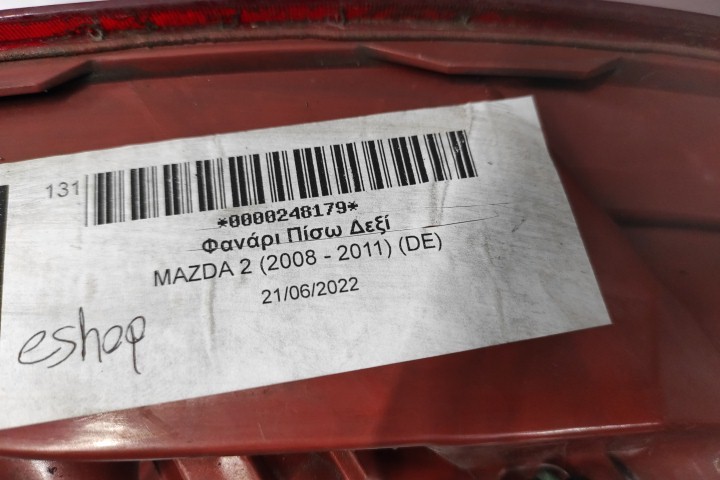 131
*0000248179*
Φανάρι Πίσω Δεξί
MAZDA 2 (2008 - 2011) (DE)
21/06/2022
eshop